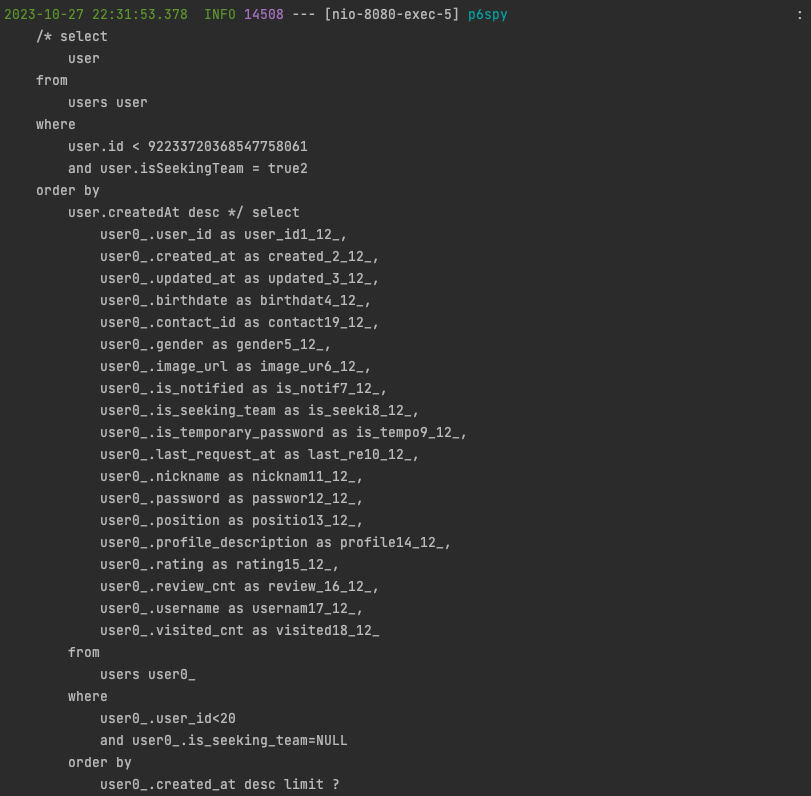 2023-10-27 22:31:53.378  INFO 14508 --- [nio-8080-exec-5] p6spy                                    :
    /* select
        user
    from
        users user
    where
        user.id < 92233720368547758061
        and user.isSeekingTeam = true2
    order by
        user.createdAt desc */ select
            user0_.user_id as user_id1_12_,
            user0_.created_at as created_2_12_,
            user0_.updated_at as updated_3_12_,
            user0_.birthdate as birthdat4_12_,
            user0_.contact_id as contact19_12_,
            user0_.gender as gender5_12_,
            user0_.image_url as image_ur6_12_,
            user0_.is_notified as is_notif7_12_,
            user0_.is_seeking_team as is_seeki8_12_,
            user0_.is_temporary_password as is_tempo9_12_,
            user0_.last_request_at as last_re10_12_,
            user0_.nickname as nicknam11_12_,
            user0_.password as passwor12_12_,
            user0_.position as positio13_12_,
            user0_.profile_description as profile14_12_,
            user0_.rating as rating15_12_,
            user0_.review_cnt as review_16_12_,
            user0_.username as usernam17_12_,
            user0_.visited_cnt as visited18_12_
        from
            users user0_
        where
            user0_.user_id<20
            and user0_.is_seeking_team=NULL
        order by
            user0_.created_at desc limit ?